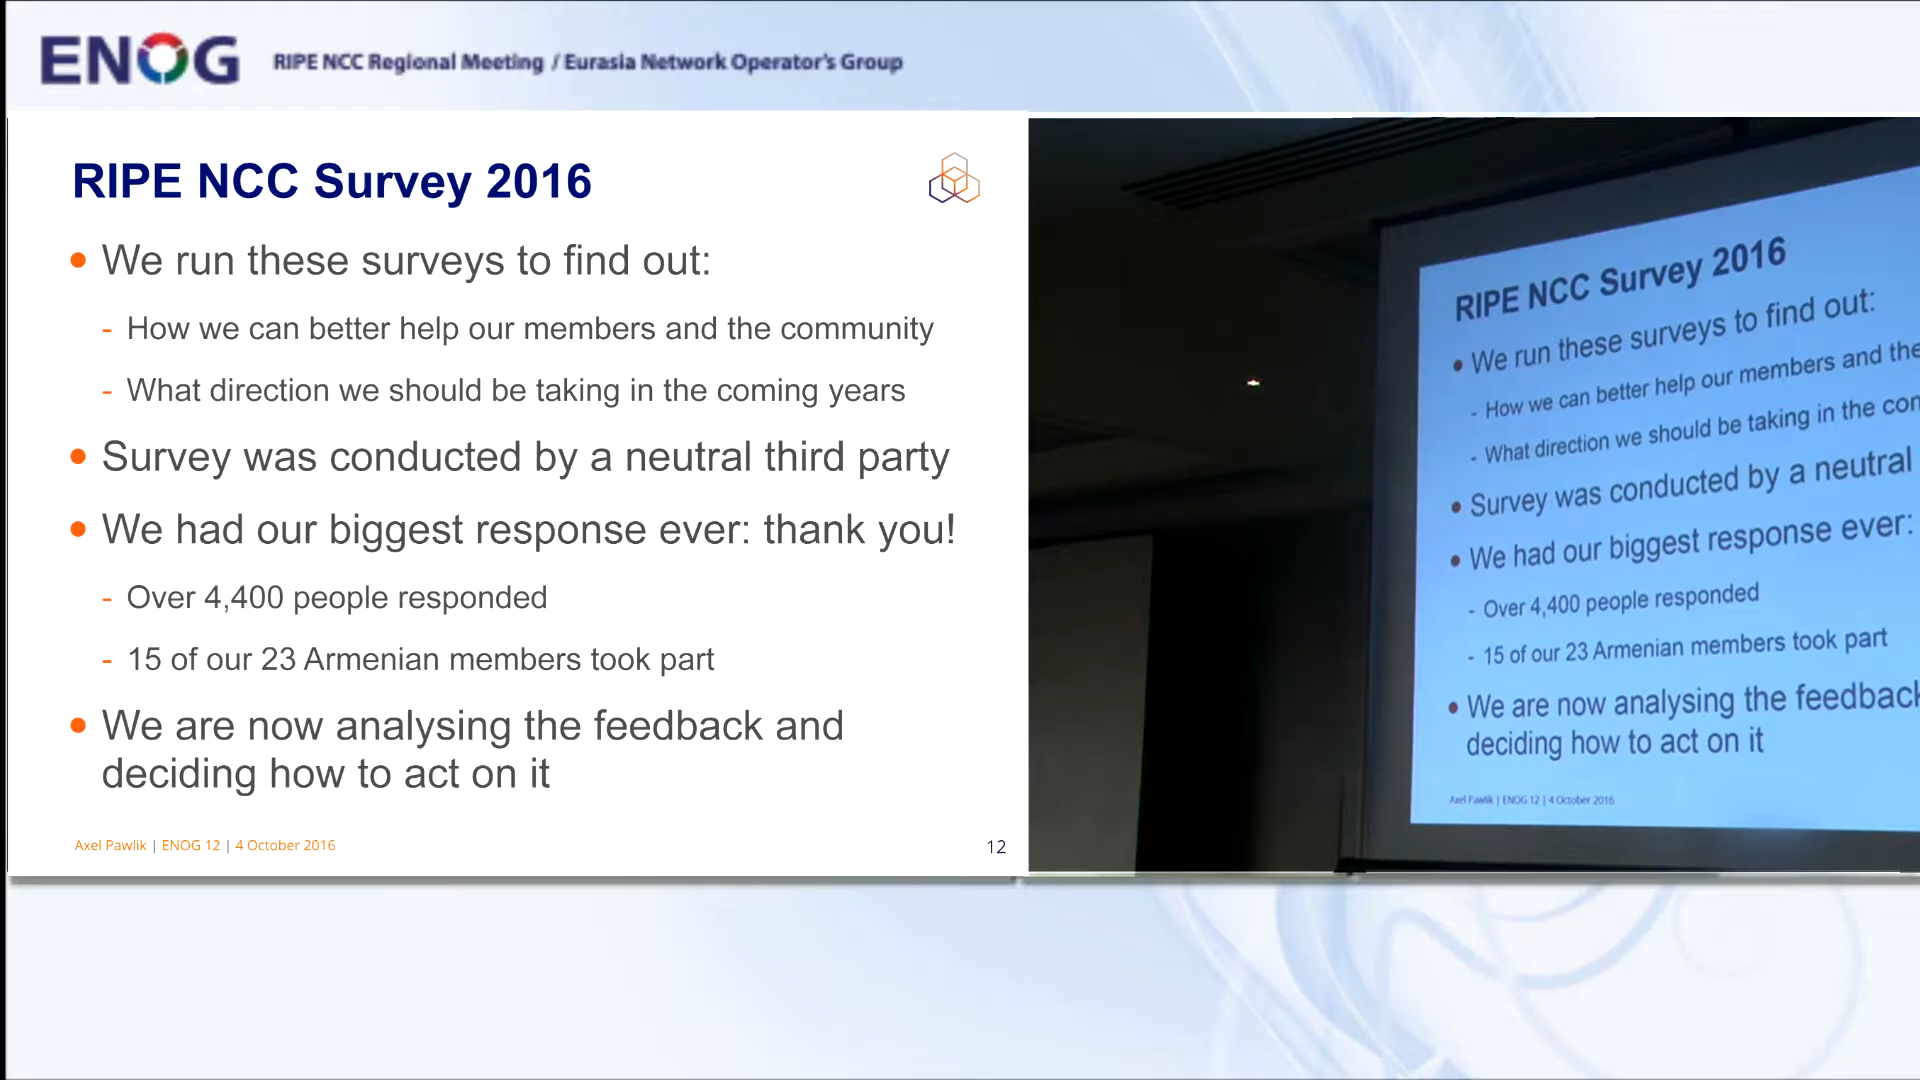 ENOG RIPE NCC Regional Meeting / Eurasia Network Operator's Group
RIPE NCC Survey 2016
• We run these surveys to find out:
- How we can better help our members and the community
- What direction we should be taking in the coming years
• Survey was conducted by a neutral third party
• We had our biggest response ever: thank you!
- Over 4,400 people responded
- 15 of our 23 Armenian members took part
• We are now analysing the feedback and
deciding how to act on it
Axel Pawlik | ENOG 12 | 4 October 2016
12
RIPE NCC Survey 2016
• We run these surveys to find out:
- How we can better help our members and the
- What direction we should be taking in the
• Survey was conducted by a neutral
• We had our biggest response ever:
- Over 4,400 people responded
- 15 of our 23 Armenian members took part
• We are now analysing the feedback
deciding how to act on it
Axel Pawlik | ENOG 12 | 4 October 2016